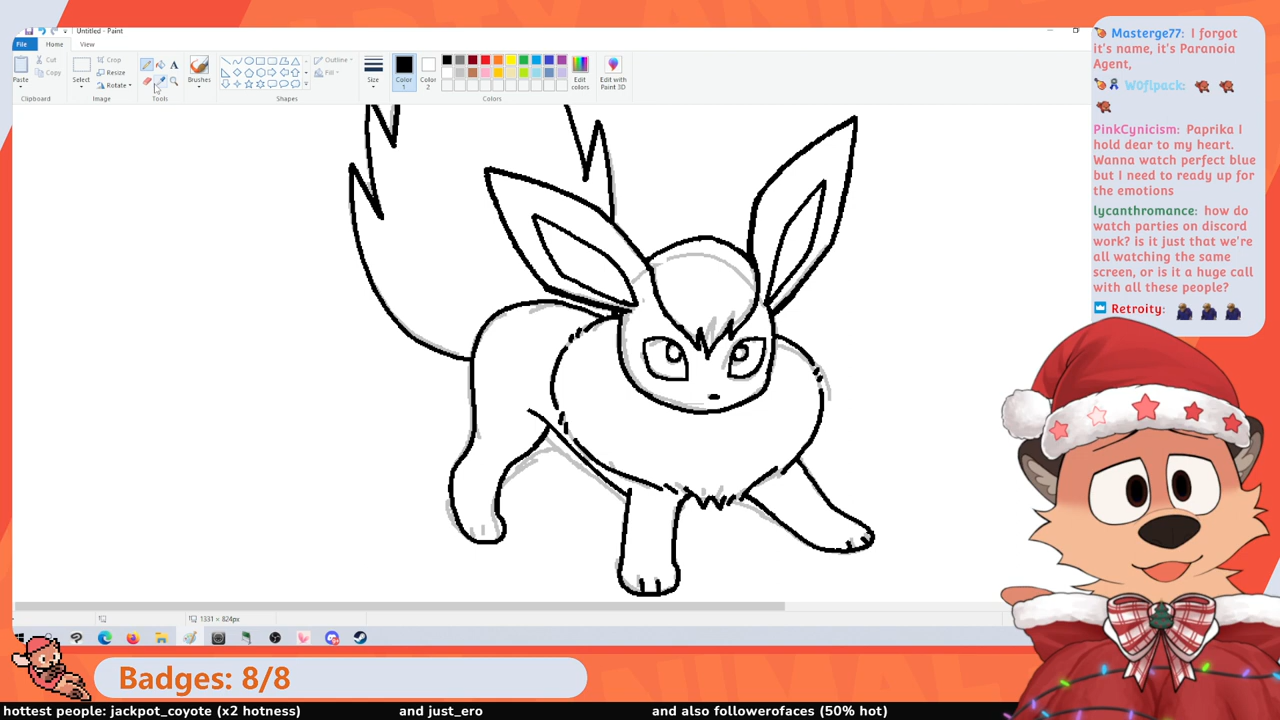 Untitled - Paint
File Home View
Paste Cut Copy Select Crop Resize Rotate Brushes Outline Fill Size Color 1 Color 2 Edit colors Edit with Paint 3D
Clipboard Image Tools Shapes Colors
1331 × 824px
Masterge77: I forgot
it's name, it's Paranoia
Agent,
W0flpack:
PinkCynicism: Paprika I
hold dear to my heart.
Wanna watch perfect blue
but I need to ready up for
the emotions
lycanthromance: how do
watch parties on discord
work? is it just that we're
all watching the same
screen, or is it a huge call
with all these people?
Retroity:
Badges: 8/8
hottest people: jackpot_coyote (x2 hotness) and just_ero and also followerofaces (50% hot)